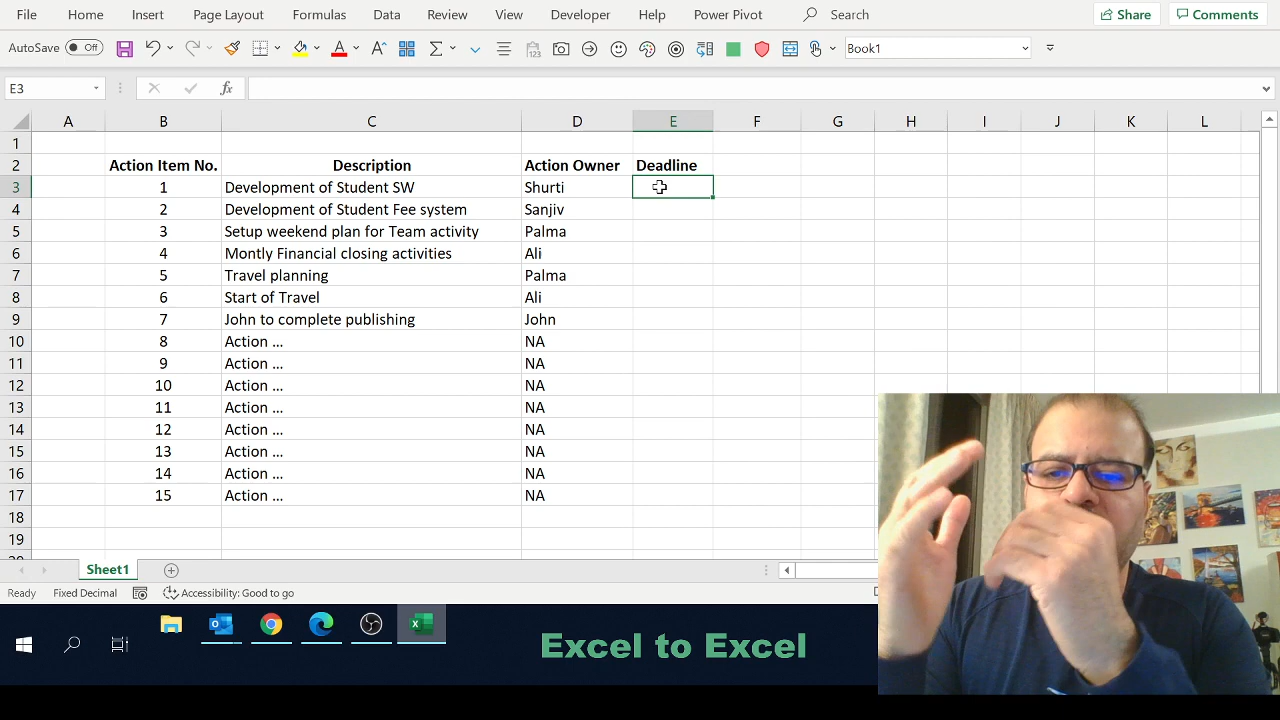 File Home Insert Page Layout Formulas Data Review View Developer Help Power Pivot Search Share Comments
AutoSave Off Book1
E3 fx
A B C D E F G H I J K L
1
2 Action Item No. Description Action Owner Deadline
3 1 Development of Student SW Shurti
4 2 Development of Student Fee system Sanjiv
5 3 Setup weekend plan for Team activity Palma
6 4 Montly Financial closing activities Ali
7 5 Travel planning Palma
8 6 Start of Travel Ali
9 7 John to complete publishing John
10 8 Action ... NA
11 9 Action ... NA
12 10 Action ... NA
13 11 Action ... NA
14 12 Action ... NA
15 13 Action ... NA
16 14 Action ... NA
17 15 Action ... NA
18
19
Sheet1
Ready Fixed Decimal Accessibility: Good to go
Excel to Excel